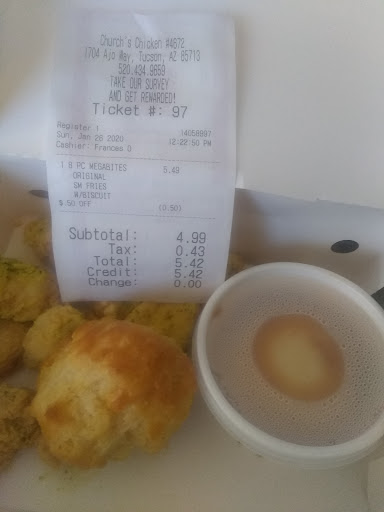 Church's Chicken #4672
1704 Ajo Way, Tucson, AZ 85713
520.434.9669
TAKE OUR SURVEY
AND GET REWARDED!
Ticket #: 97
Register 1 14056997
Sun, Jan 26 2020 12:22:50 PM
Cashier: Frances O
1 8 PC MEGABITES 5.49
ORIGINAL
SM FRIES
W/BISCUIT
$.50 OFF (0.50)
Subtotal: 4.99
Tax: 0.43
Total: 5.42
Credit: 5.42
Change: 0.00